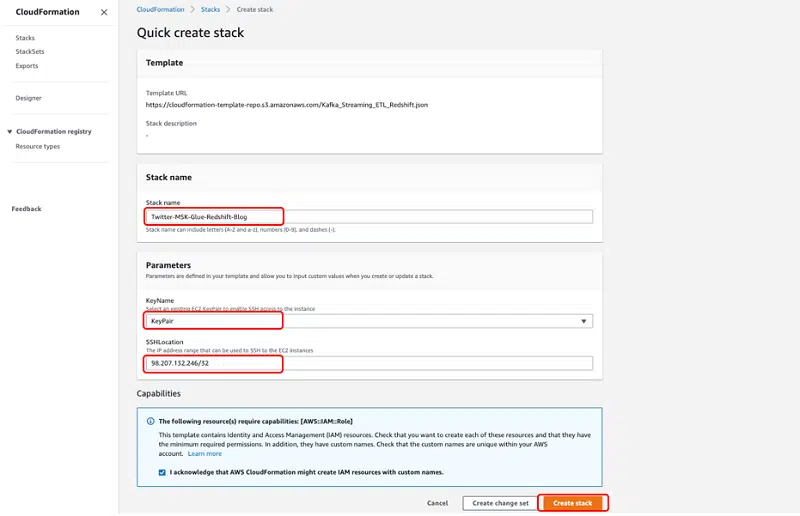 CloudFormation
CloudFormation
Stacks
Create stack
Stacks
StackSets
Exports
Designer
CloudFormation registry
Resource types
Feedback
Quick create stack
Template
Template URL
https://cloudformation-template-repo.s3.amazonaws.com/Kafka_Streaming_ETL_Redshift.json
Stack description
-
Stack name
Stack name
Twitter-MSK-Glue-Redshift-Blog
Stack name can include letters (A-Z and a-z), numbers (0-9), and dashes (-).
Parameters
Parameters are defined in your template and allow you to input custom values when you create or update a stack.
KeyName
Select an existing EC2 KeyPair to enable SSH access to the instance
KeyPair
SSHLocation
The IP address range that can be used to SSH to the EC2 instances
98.207.132.246/32
Capabilities
The following resource(s) require capabilities: [AWS::IAM::Role]
This template contains Identity and Access Management (IAM) resources. Check that you want to create each of these resources and that they have
the minimum required permissions. In addition, they have custom names. Check that the custom names are unique within your AWS
account. Learn more
I acknowledge that AWS CloudFormation might create IAM resources with custom names.
Cancel
Create change set
Create stack